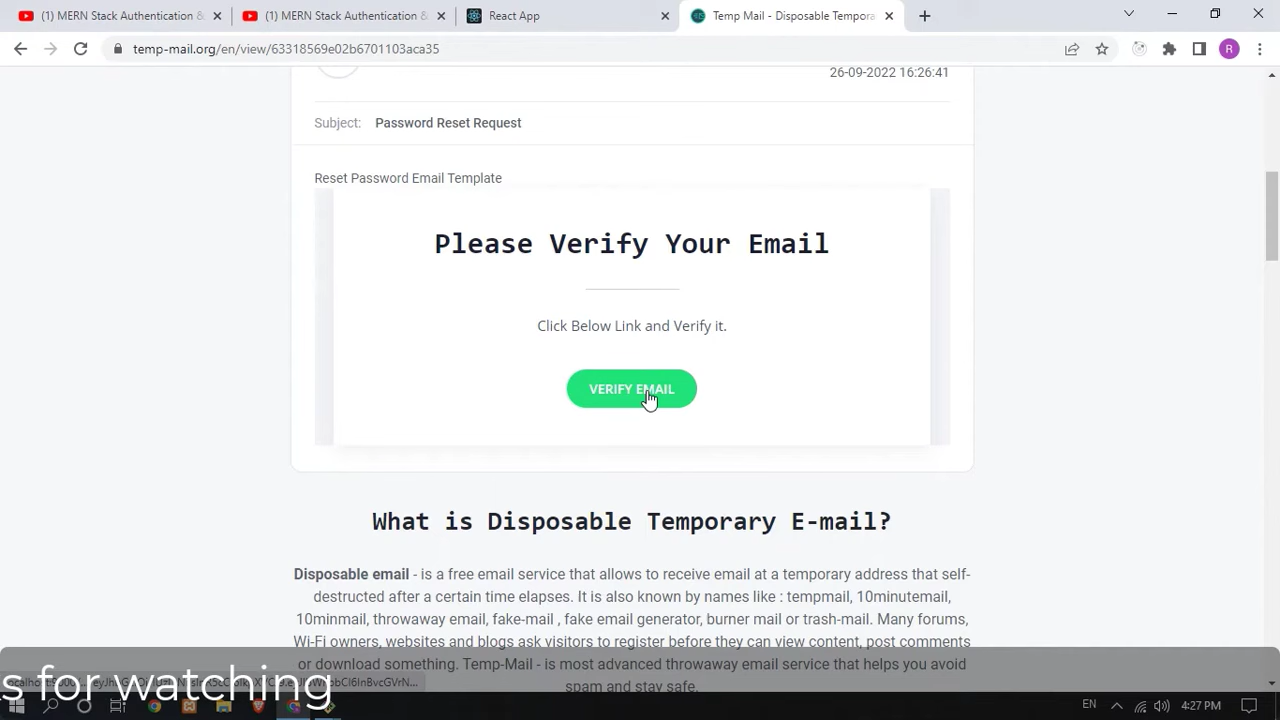 (1) MERN Stack Authentication &
(1) MERN Stack Authentication &
React App
Temp Mail - Disposable Tempora
temp-mail.org/en/view/63318569e02b6701103aca35
R
26-09-2022 16:26:41
Subject: Password Reset Request
Reset Password Email Template
Please Verify Your Email
Click Below Link and Verify it.
VERIFY EMAIL
What is Disposable Temporary E-mail?
Disposable email - is a free email service that allows to receive email at a temporary address that self-
destructed after a certain time elapses. It is also known by names like : tempmail, 10minutemail,
10minmail, throwaway email, fake-mail , fake email generator, burner mail or trash-mail. Many forums,
Wi-Fi owners, websites and blogs ask visitors to register before they can view content, post comments
or download something. Temp-Mail - is most advanced throwaway email service that helps you avoid
spam and stay safe.
s for watching
EN
4:27 PM